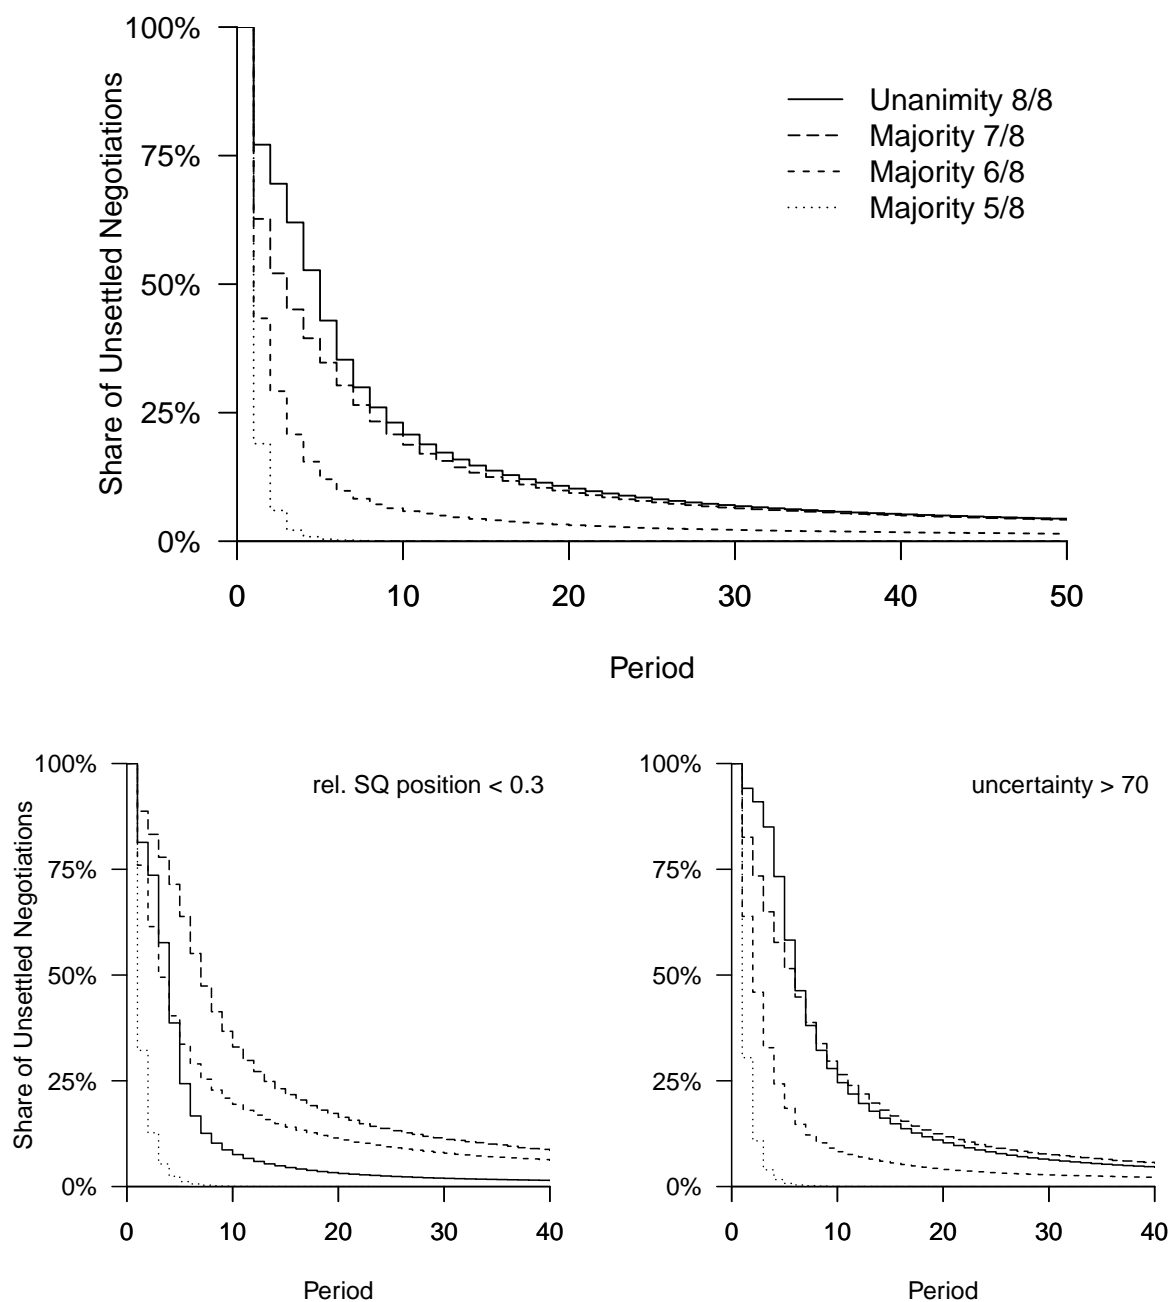 Share of Unsettled Negotiations
100%
75%
50%
25%
0%
0 10 20 30 40 50
Period
Unanimity 8/8
Majority 7/8
Majority 6/8
Majority 5/8
Share of Unsettled Negotiations
100%
75%
50%
25%
0%
0 10 20 30 40
Period
rel. SQ position < 0.3
100%
75%
50%
25%
0%
0 10 20 30 40
Period
uncertainty > 70